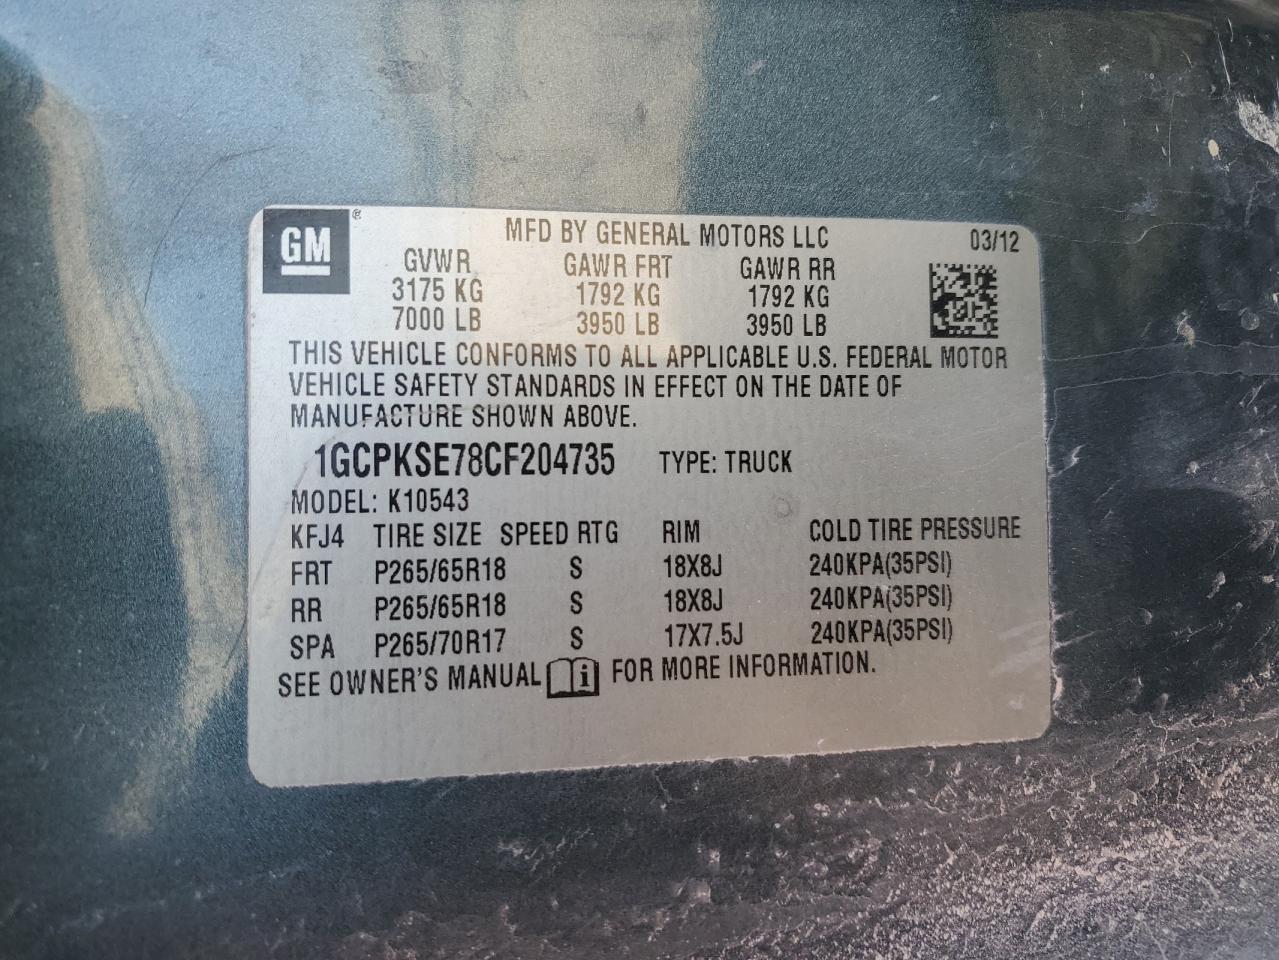 GM ®
MFD BY GENERAL MOTORS LLC 03/12
GVWR GAWR FRT GAWR RR
3175 KG 1792 KG 1792 KG
7000 LB 3950 LB 3950 LB
THIS VEHICLE CONFORMS TO ALL APPLICABLE U.S. FEDERAL MOTOR
VEHICLE SAFETY STANDARDS IN EFFECT ON THE DATE OF
MANUFACTURE SHOWN ABOVE.
1GCPKSE78CF204735 TYPE: TRUCK
MODEL: K10543
KFJ4 TIRE SIZE SPEED RTG RIM COLD TIRE PRESSURE
FRT P265/65R18 S 18X8J 240KPA(35PSI)
RR P265/65R18 S 18X8J 240KPA(35PSI)
SPA P265/70R17 S 17X7.5J 240KPA(35PSI)
SEE OWNER'S MANUAL i FOR MORE INFORMATION.